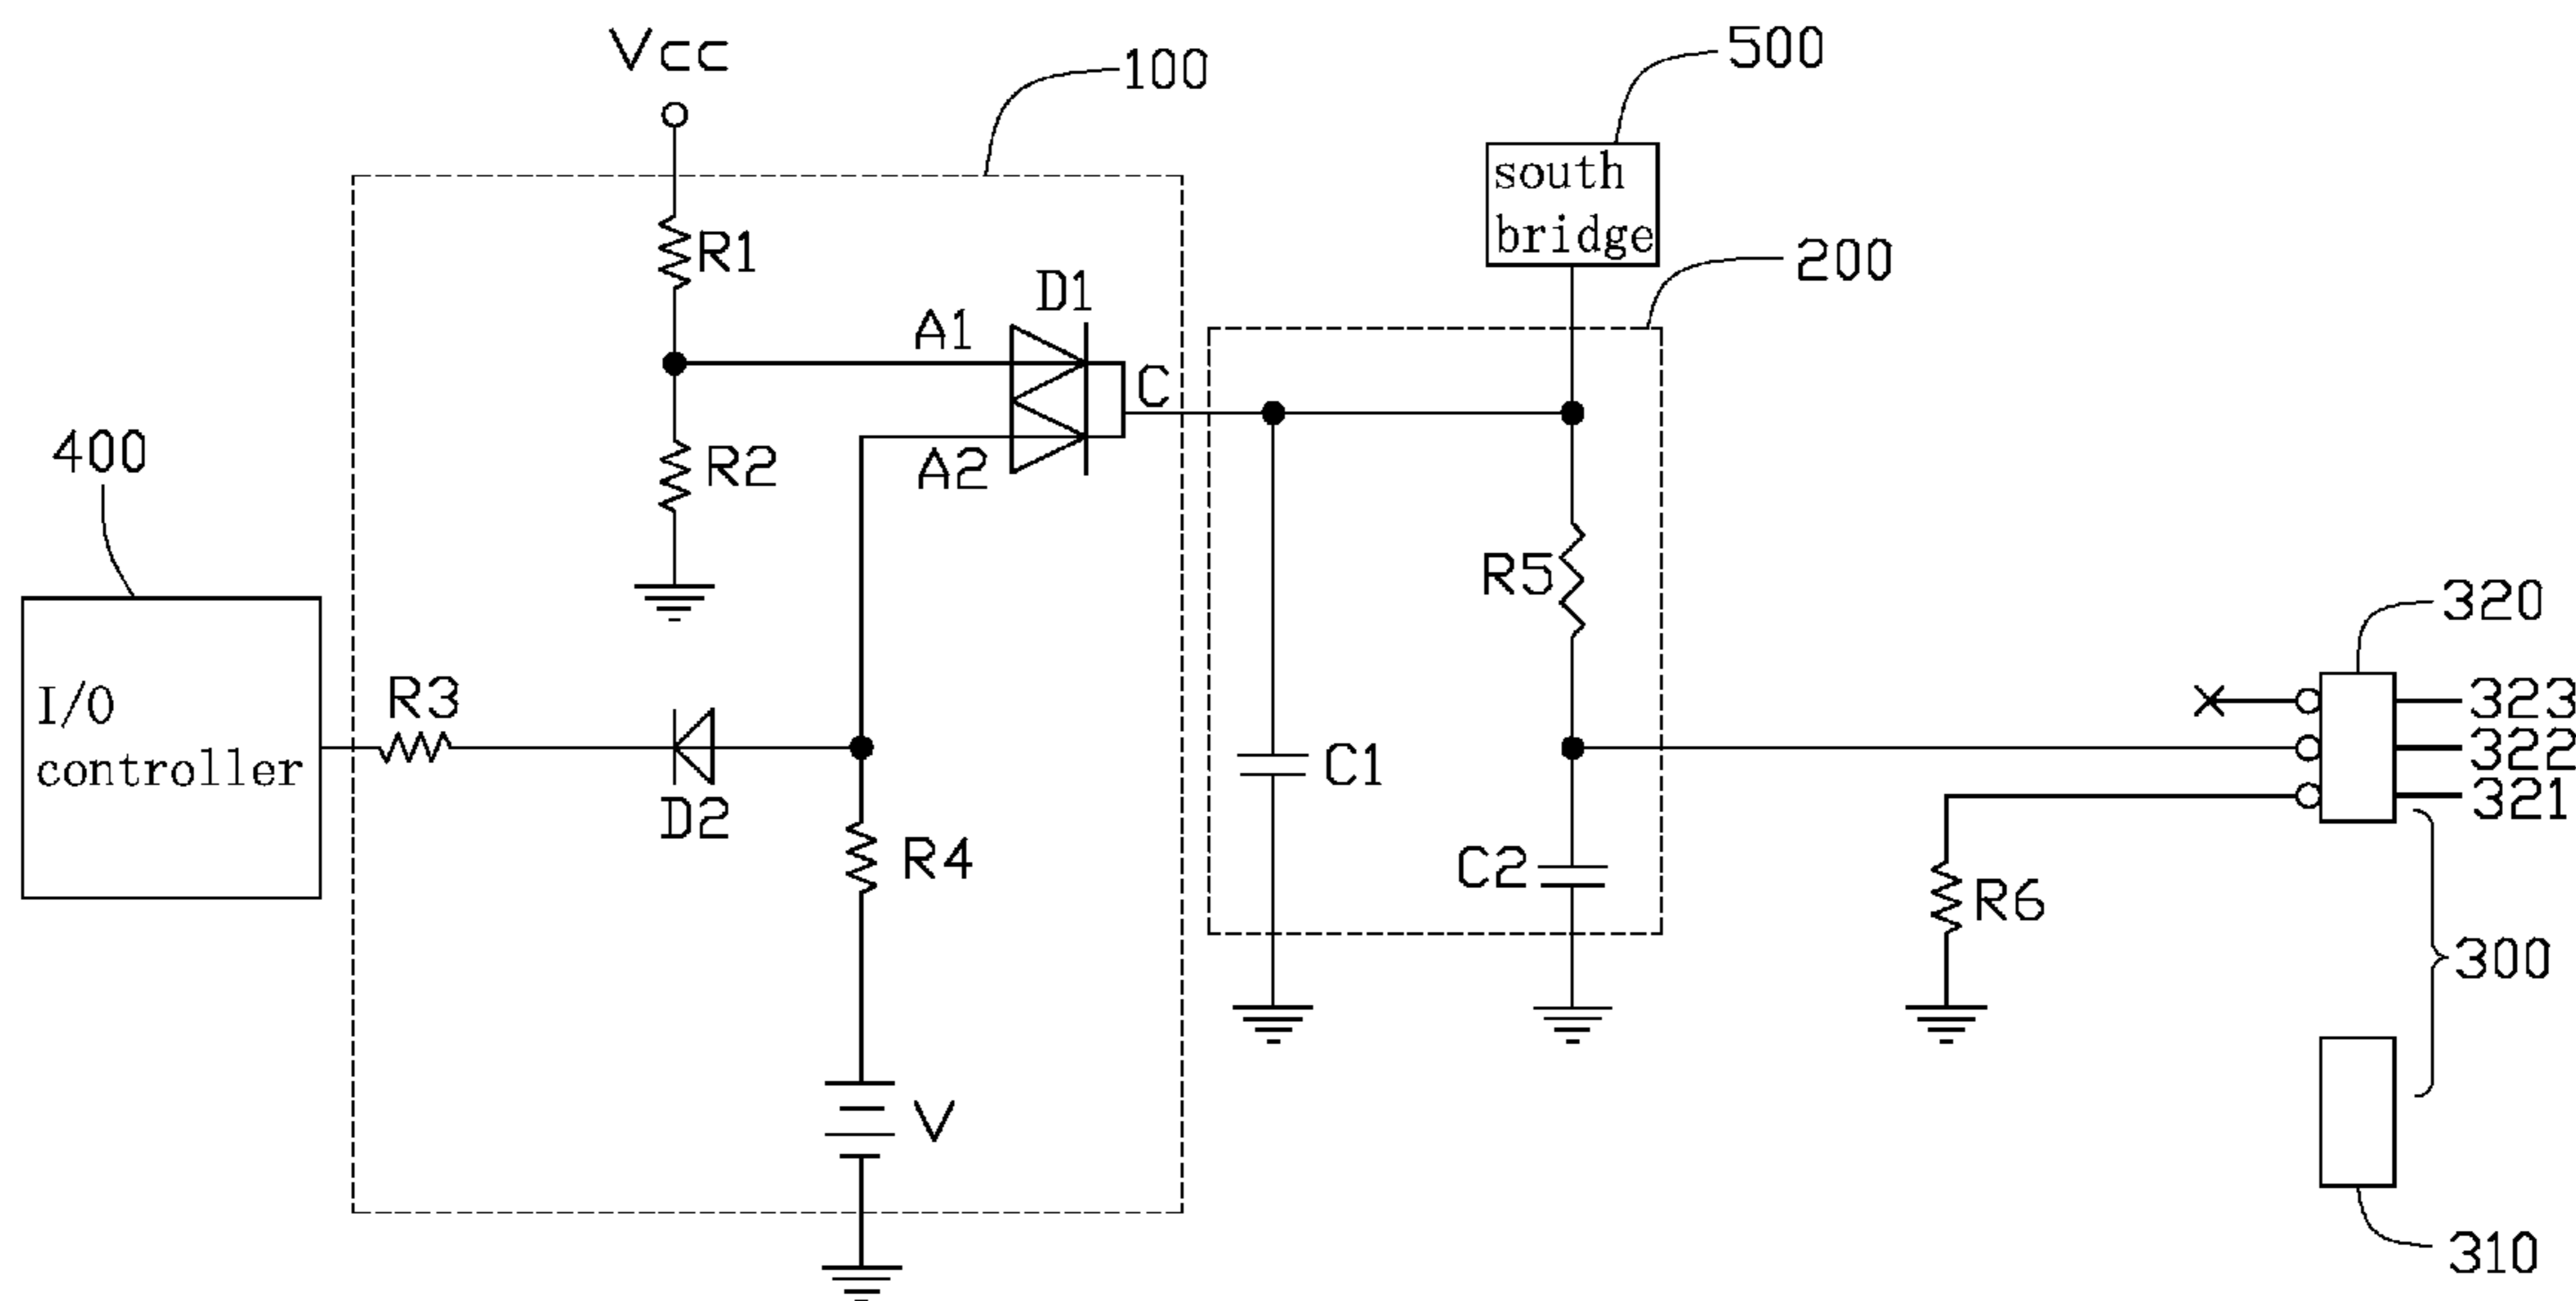 Vcc
100
500
south
bridge
200
R1
D1
A1
C
A2
R2
400
I/O
controller
R3
D2
R4
V
R5
C1
C2
320
323
322
321
R6
300
310